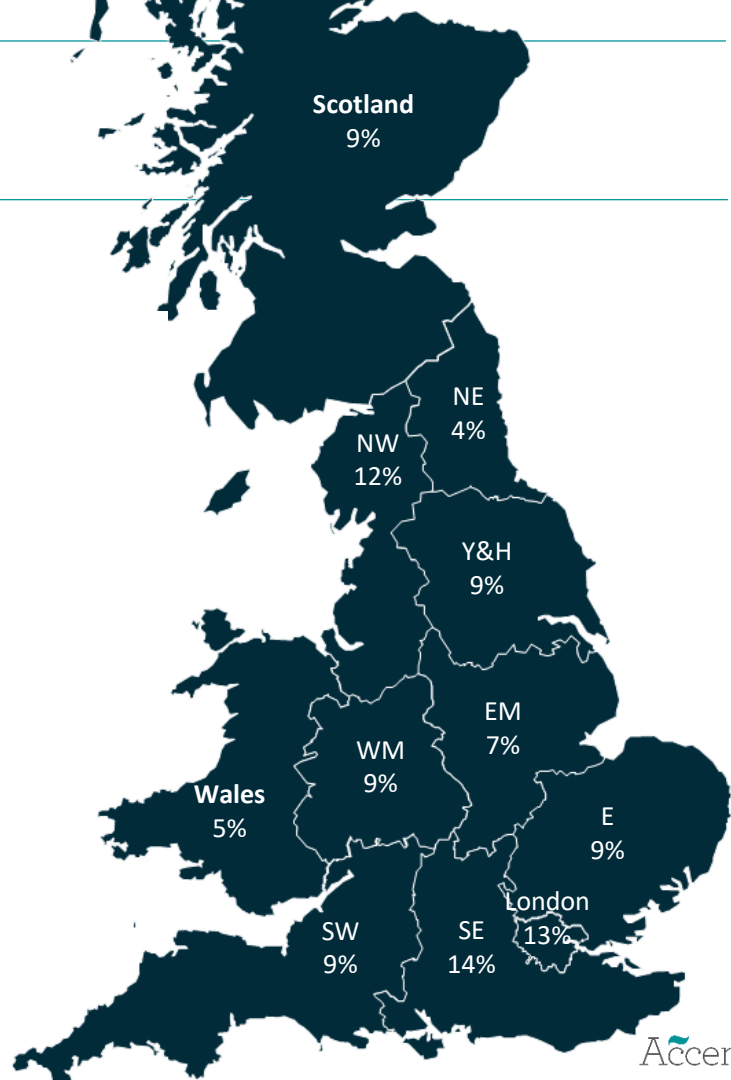 Scotland
9%
NE
4%
NW
12%
Y&H
9%
EM
7%
WM
9%
Wales
5%
E
9%
London
13%
SW
9%
SE
14%
Accer